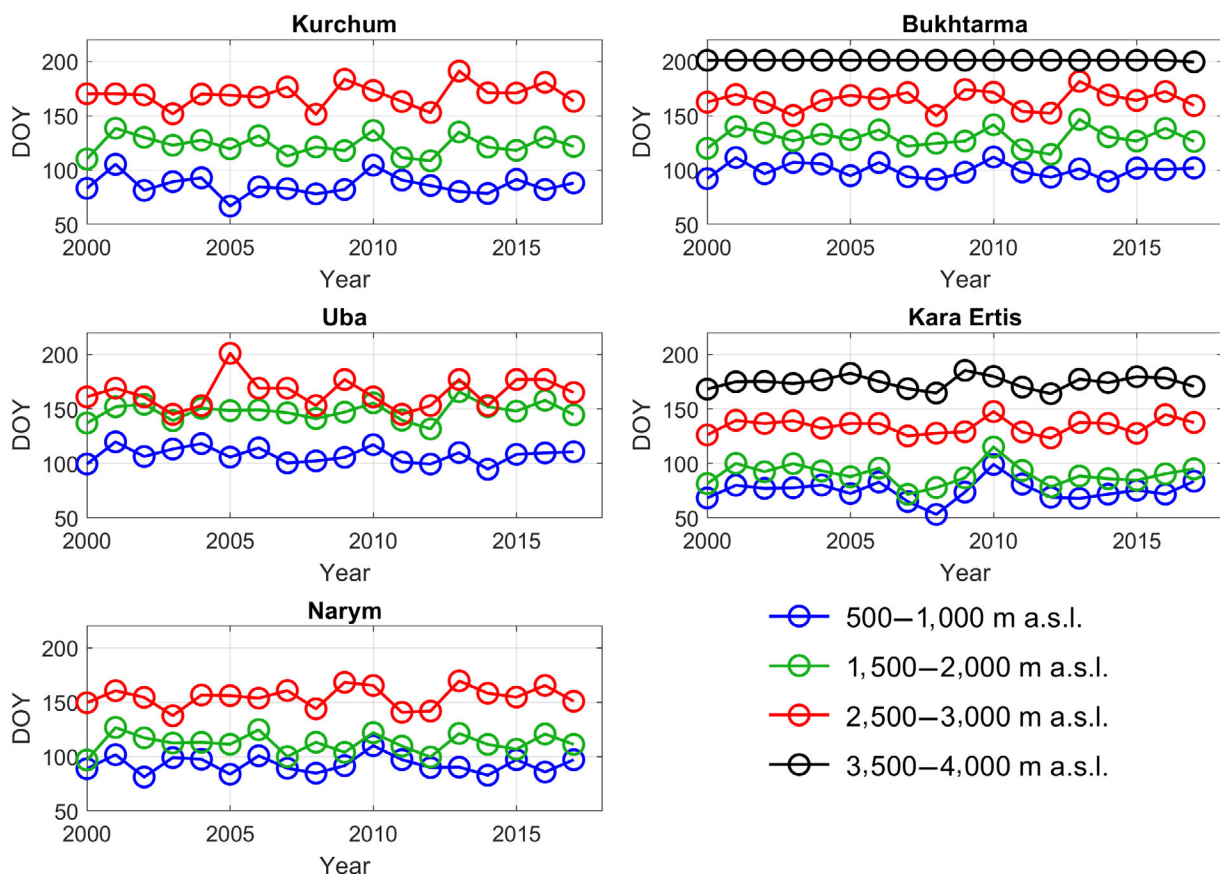 Kurchum
200
150
100
50
DOY
2000
2005
2010
2015
Year
Bukhtarma
200
150
100
50
DOY
2000
2005
2010
2015
Year
Uba
200
150
100
50
DOY
2000
2005
2010
2015
Year
Kara Ertis
200
150
100
50
DOY
2000
2005
2010
2015
Year
Narym
200
150
100
50
DOY
2000
2005
2010
2015
Year
500–1,000 m a.s.l.
1,500–2,000 m a.s.l.
2,500–3,000 m a.s.l.
3,500–4,000 m a.s.l.